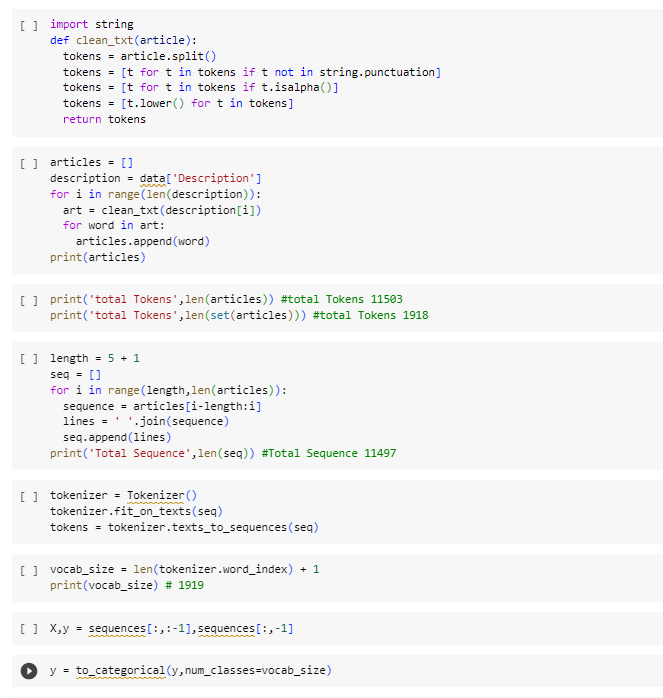 [ ] import string
def clean_txt(article):
  tokens = article.split()
  tokens = [t for t in tokens if t not in string.punctuation]
  tokens = [t for t in tokens if t.isalpha()]
  tokens = [t.lower() for t in tokens]
  return tokens
[ ] articles = []
description = data['Description']
for i in range(len(description)):
  art = clean_txt(description[i])
  for word in art:
    articles.append(word)
print(articles)
[ ] print('total Tokens',len(articles)) #total Tokens 11503
print('total Tokens',len(set(articles))) #total Tokens 1918
[ ] length = 5 + 1
seq = []
for i in range(length,len(articles)):
  sequence = articles[i-length:i]
  lines = ' '.join(sequence)
  seq.append(lines)
print('Total Sequence',len(seq)) #Total Sequence 11497
[ ] tokenizer = Tokenizer()
tokenizer.fit_on_texts(seq)
tokens = tokenizer.texts_to_sequences(seq)
[ ] vocab_size = len(tokenizer.word_index) + 1
print(vocab_size) # 1919
[ ] X,y = sequences[:,:-1],sequences[:,-1]
y = to_categorical(y,num_classes=vocab_size)